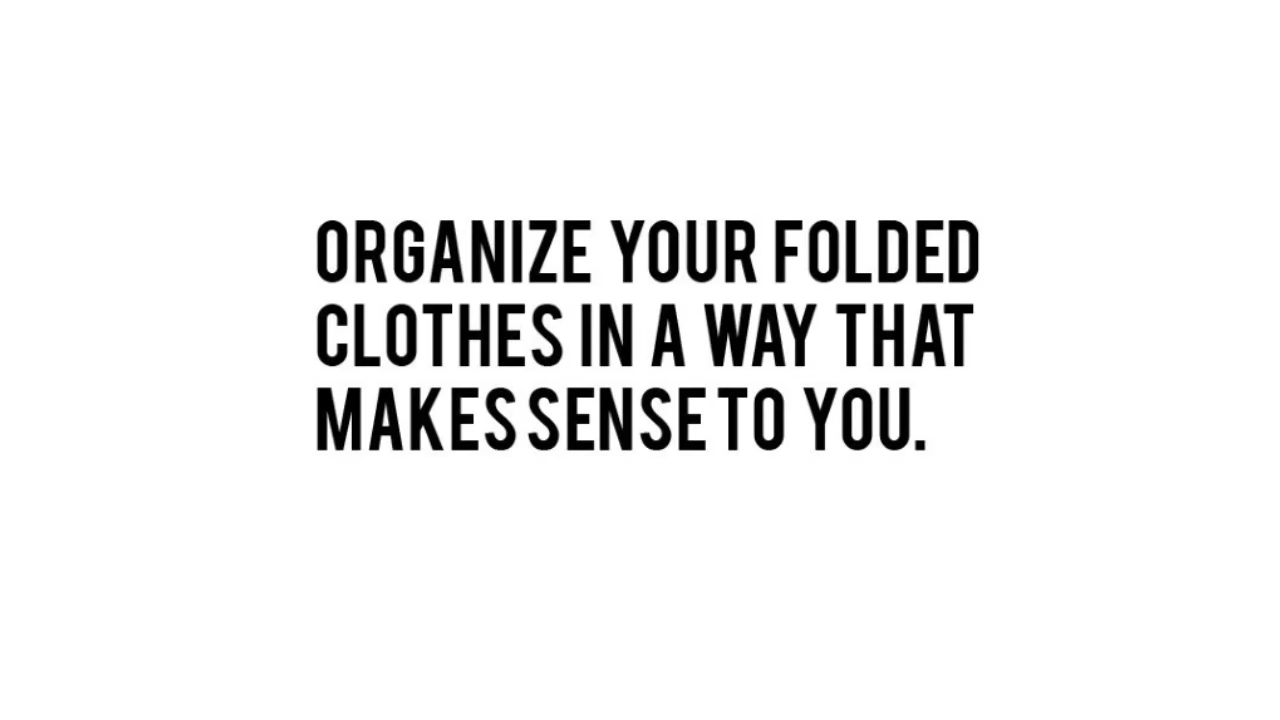 ORGANIZE YOUR FOLDED
CLOTHES IN A WAY THAT
MAKES SENSE TO YOU.